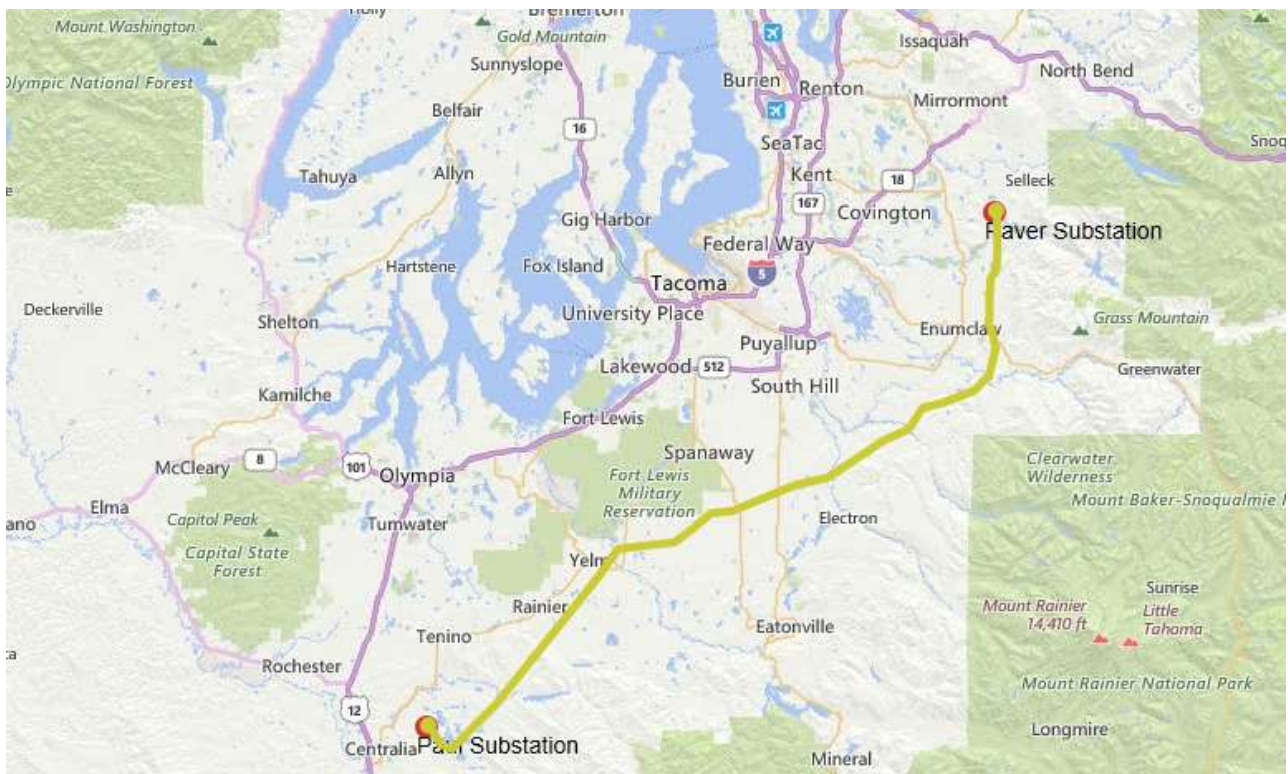 Holly
Bremerton
Mount Washington
Gold Mountain
Issaquah
Sunnyslope
North Bend
Olympic National Forest
Burien
Renton
Belfair
Mirrormont
16
SeaTac
Snoq
Tahuya
Allyn
Kent
18
Selleck
167
Covington
Gig Harbor
Raver Substation
Federal Way
Hartstene
Fox Island
5
Tacoma
Deckerville
University Place
Grass Mountain
Shelton
Enumclaw
Puyallup
Lakewood
512
Greenwater
South Hill
Kamilche
Fort Lewis
Spanaway
Clearwater
Wilderness
McCleary
8
101
Olympia
Fort Lewis
Military
Reservation
Mount Baker-Snoqualmie
Elma
ano
Capitol Peak
Tumwater
Electron
Capital State
Forest
Yelm
Sunrise
Rainier
Mount Rainier
14,410 ft
Little
Tahoma
Tenino
Eatonville
ta
Rochester
Mount Rainier National Park
12
Longmire
Centralia
Paul Substation
Mineral